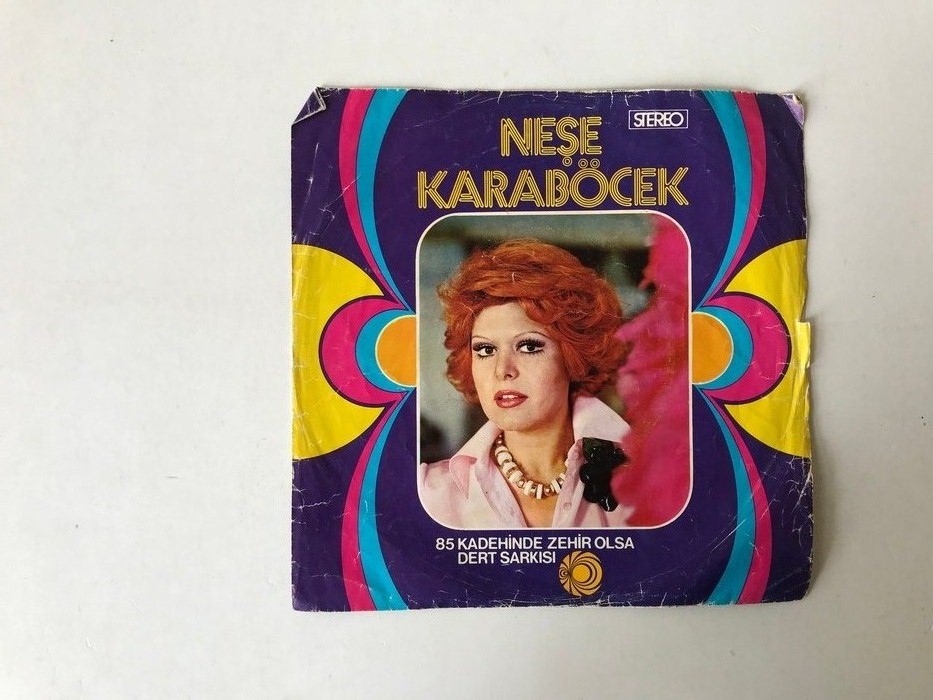 STEREO
NEŞE
KARABÖCEK
85 KADEHİNDE ZEHİR OLSA
DERT ŞARKISI